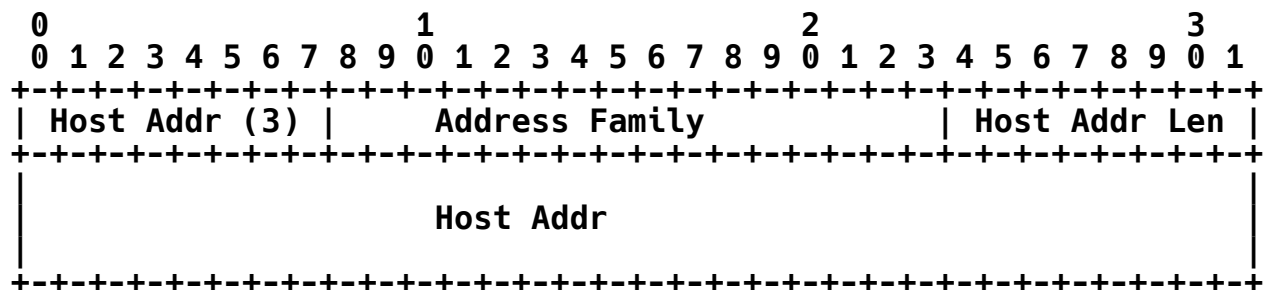 0                   1                   2                   3
 0 1 2 3 4 5 6 7 8 9 0 1 2 3 4 5 6 7 8 9 0 1 2 3 4 5 6 7 8 9 0 1
+-+-+-+-+-+-+-+-+-+-+-+-+-+-+-+-+-+-+-+-+-+-+-+-+-+-+-+-+-+-+-+-+
| Host Addr (3) |     Address Family            | Host Addr Len |
+-+-+-+-+-+-+-+-+-+-+-+-+-+-+-+-+-+-+-+-+-+-+-+-+-+-+-+-+-+-+-+-+
|                                                               |
|                     Host Addr                                 |
|                                                               |
+-+-+-+-+-+-+-+-+-+-+-+-+-+-+-+-+-+-+-+-+-+-+-+-+-+-+-+-+-+-+-+-+